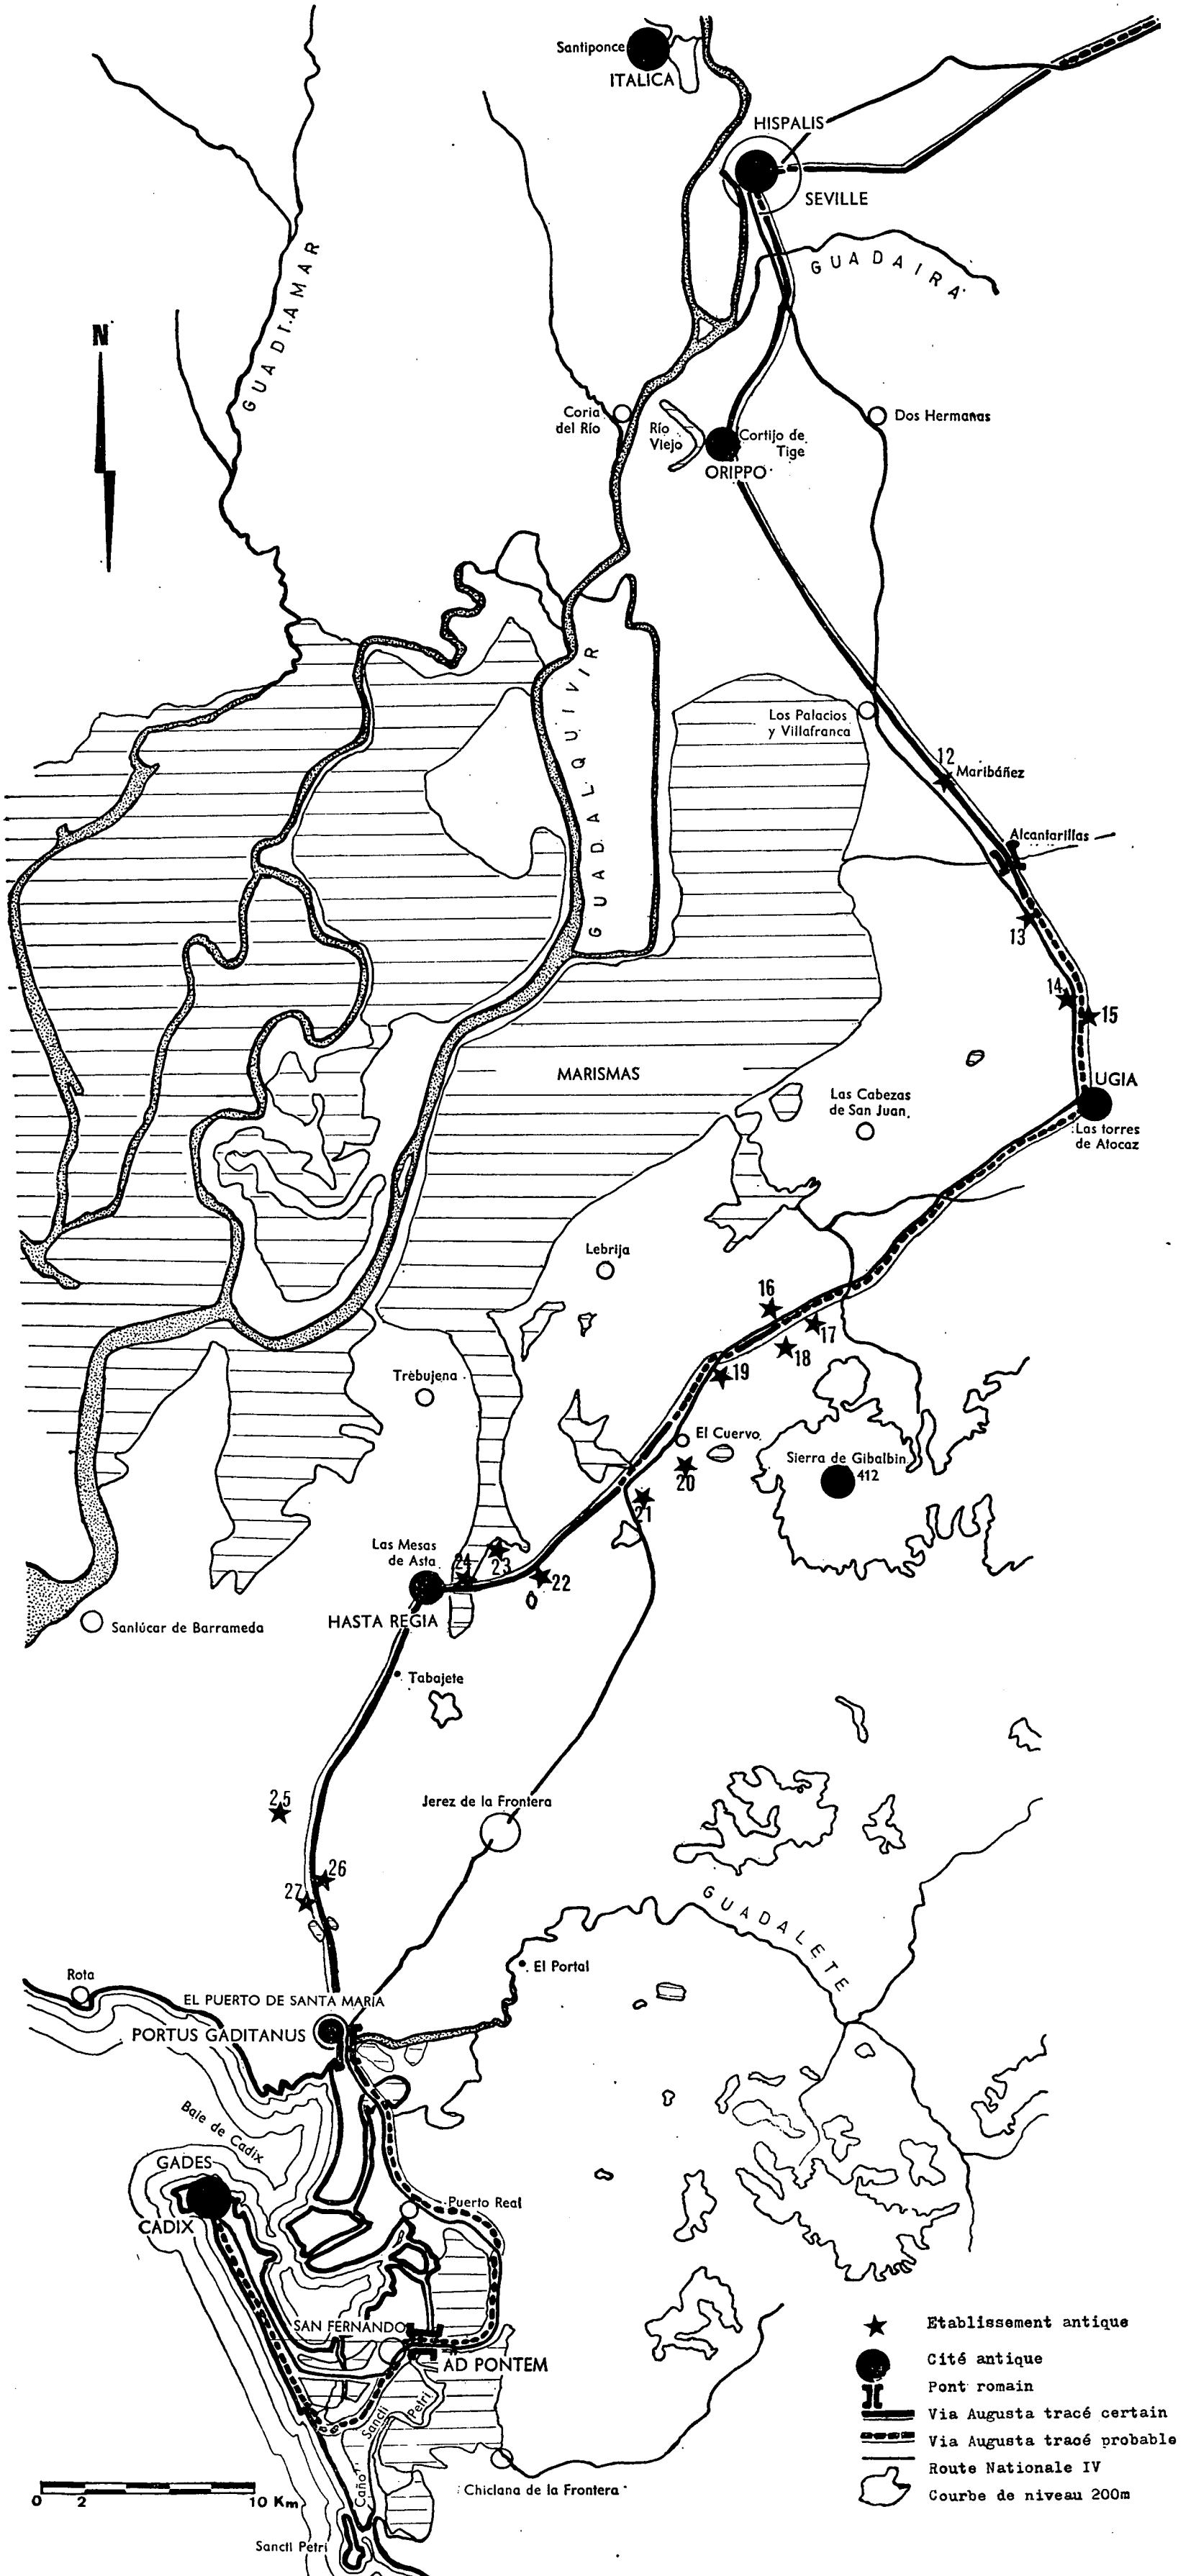 Santiponce
ITALICA
HISPALIS
SEVILLE
GUADAIRA
GUADIAMAR
N
Coria
del Río
Río
Viejo
Cortijo de
Tige
ORIPPO
Dos Hermanas
GUADALQUIVIR
Los Palacios
y Villafranca
12
Maribáñez
Alcantarillas
13
14
15
MARISMAS
UGIA
Las Cabezas
de San Juan
Las torres
de Atocaz
Lebrija
16
17
18
19
Trebujena
El Cuervo
20
Sierra de Gibalbin
412
21
Las Mesas
de Asta
24
23
22
HASTA REGIA
Sanlúcar de Barrameda
Tabajete
25
Jerez de la Frontera
26
27
GUADALETE
El Portal
Rota
EL PUERTO DE SANTA MARIA
PORTUS GADITANUS
Baie de Cadix
GADES
CADIX
Puerto Real
SAN FERNANDO
AD PONTEM
Sancti Petri
Caño
Chiclana de la Frontera
Sancti Petri
0 2 10 Km
Etablissement antique
Cité antique
Pont romain
Via Augusta tracé certain
Via Augusta tracé probable
Route Nationale IV
Courbe de niveau 200m